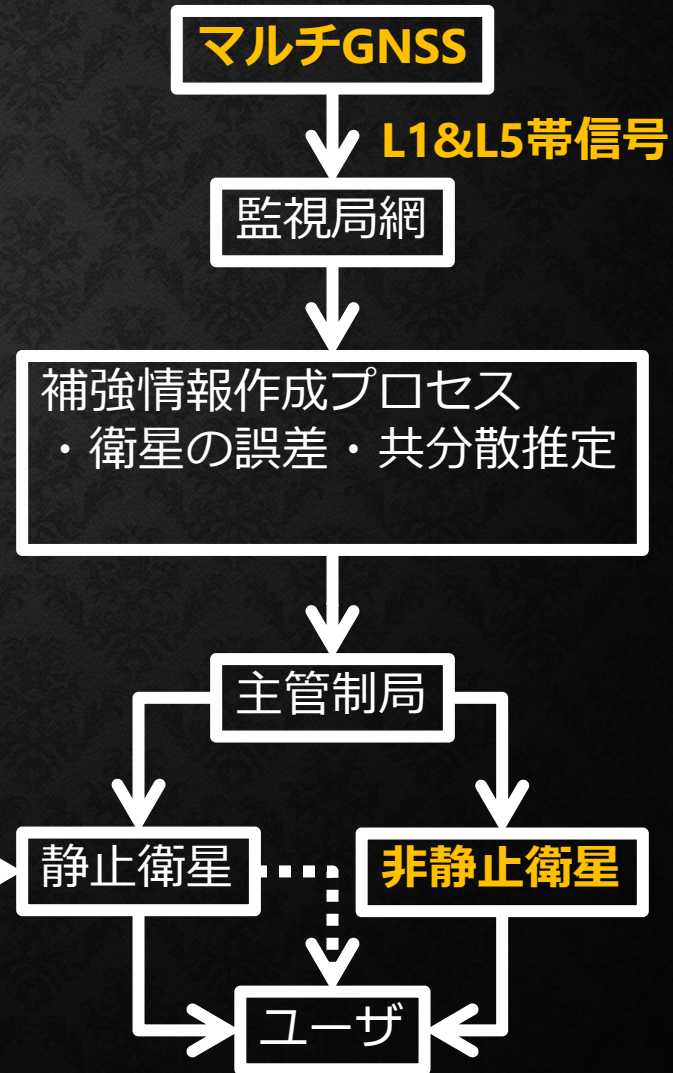 マルチGNSS
L1&L5帯信号
監視局網
補強情報作成プロセス
・衛星の誤差・共分散推定
主管制局
静止衛星
非静止衛星
ユーザ